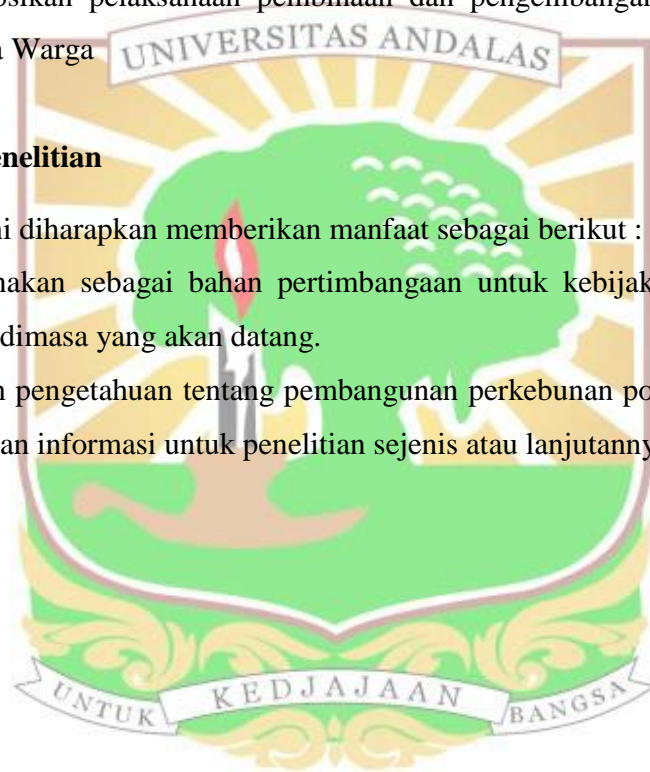 psikan pelaksanaan pembinaan dan pengembangan
a Warga
UNIVERSITAS ANDALAS
enelitian
ni diharapkan memberikan manfaat sebagai berikut :
nakan sebagai bahan pertimbangaan untuk kebijak
dimasa yang akan datang.
n pengetahuan tentang pembangunan perkebunan po
an informasi untuk penelitian sejenis atau lanjutanny
UNTUK KEDJAJAAN BANGSA